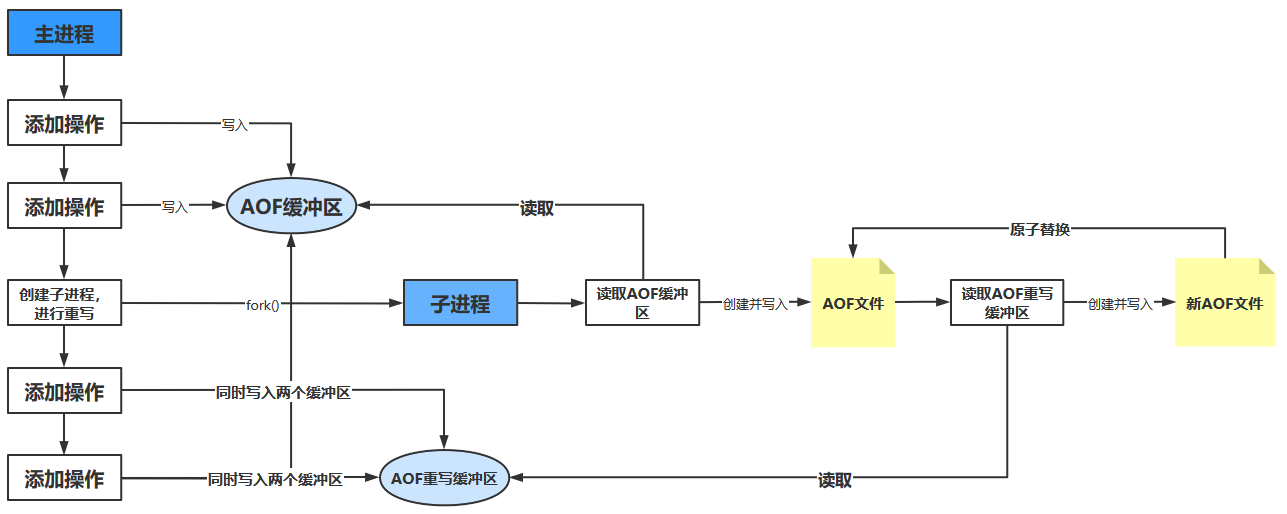 主进程
添加操作
写入
添加操作
写入
AOF缓冲区
读取
原子替换
创建子进程，
进行重写
fork()
子进程
读取AOF缓冲
区
创建并写入
AOF文件
读取AOF重写
缓冲区
创建并写入
新AOF文件
添加操作
同时写入两个缓冲区
添加操作
同时写入两个缓冲区
AOF重写缓冲区
读取